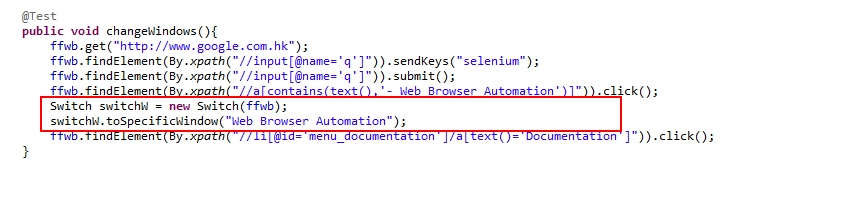 @Test
public void changeWindows(){
ffwb.get("http://www.google.com.hk");
ffwb.findElement(By.xpath("//input[@name='q']")).sendKeys("selenium");
ffwb.findElement(By.xpath("//input[@name='q']")).submit();
ffwb.findElement(By.xpath("//a[contains(text(),'- Web Browser Automation')]")).click();
Switch switchW = new Switch(ffwb);
switchW.toSpecificWindow("Web Browser Automation");
ffwb.findElement(By.xpath("//li[@id='menu_documentation']/a[text()='Documentation']")).click();
}